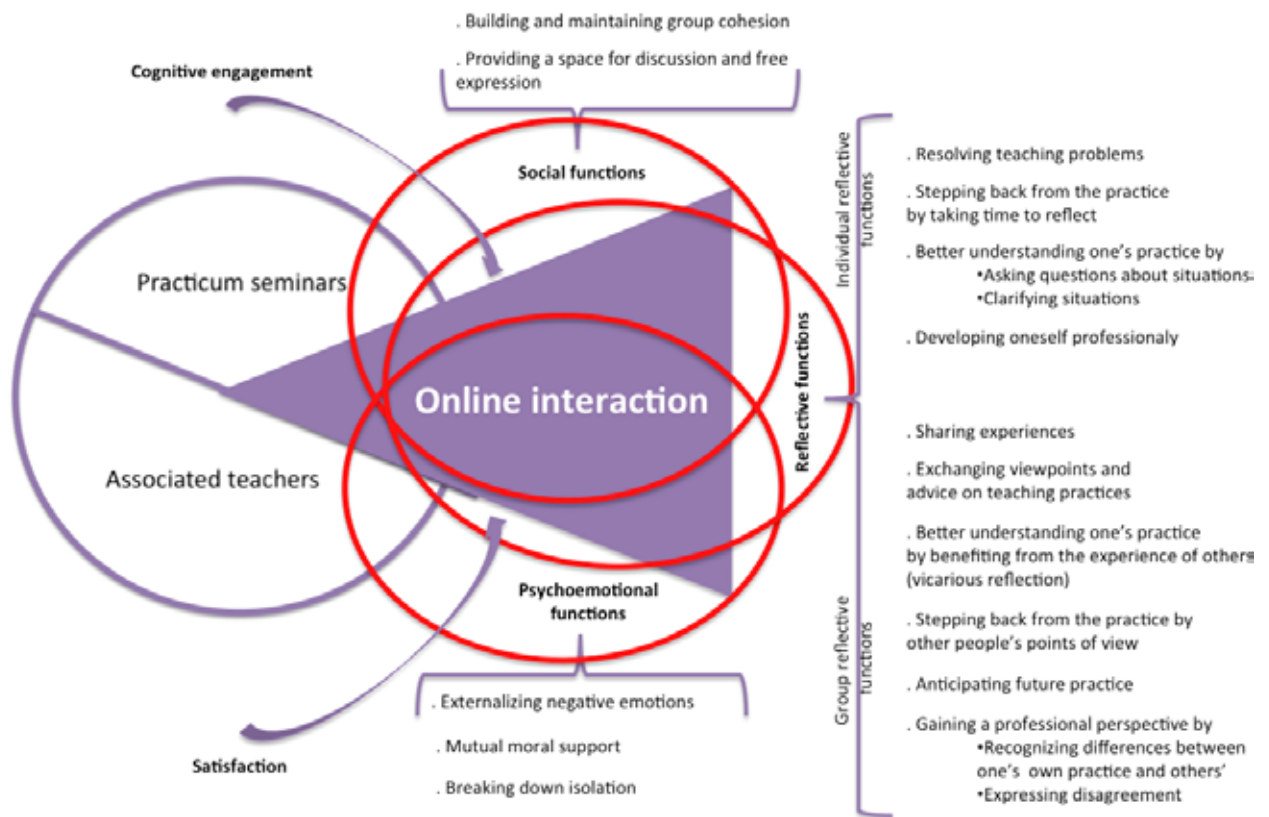 . Building and maintaining group cohesion
. Providing a space for discussion and free
expression
Cognitive engagement
Social functions
Practicum seminars
Associated teachers
Online interaction
Reflective functions
Psychoemotional
functions
. Externalizing negative emotions
. Mutual moral support
. Breaking down isolation
Satisfaction
Individual reflective
functions
. Resolving teaching problems
. Stepping back from the practice
by taking time to reflect
. Better understanding one's practice by
•Asking questions about situations
•Clarifying situations
. Developing oneself professionaly
Group reflective
functions
. Sharing experiences
. Exchanging viewpoints and
advice on teaching practices
. Better understanding one's practice
by benefiting from the experience of others
(vicarious reflection)
. Stepping back from the practice by
other people's points of view
. Anticipating future practice
. Gaining a professional perspective by
•Recognizing differences between
one's own practice and others'
•Expressing disagreement